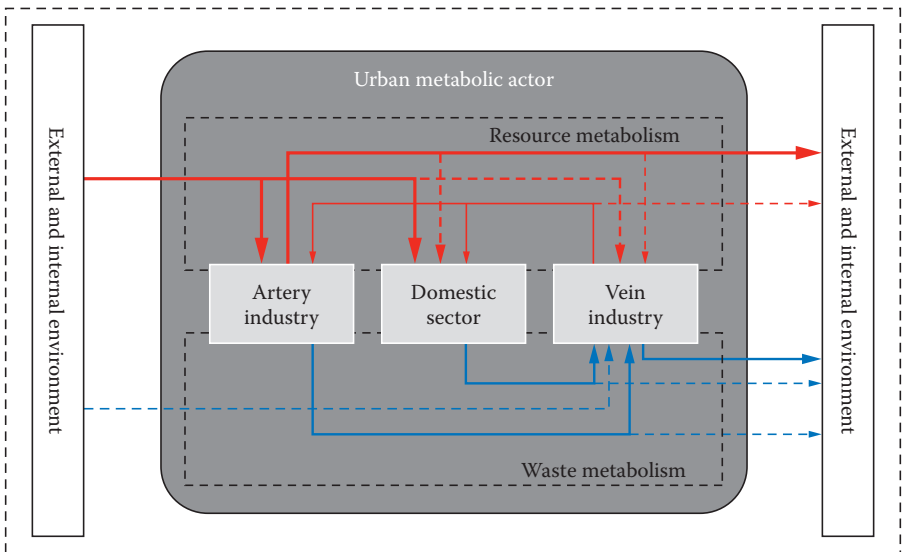 Urban metabolic actor
Resource metabolism
External and internal environment
Artery
industry
Domestic
sector
Vein
industry
External and internal environment
Waste metabolism